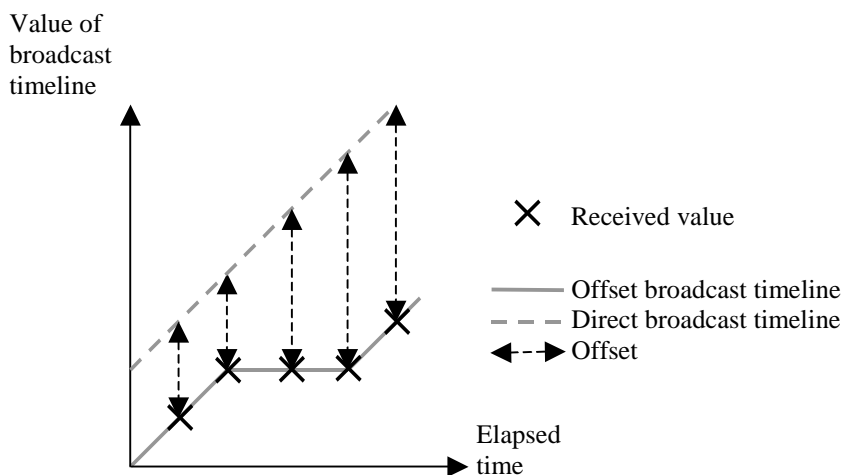 Value of
broadcast
timeline
Received value
Offset broadcast timeline
Direct broadcast timeline
Offset
Elapsed
time